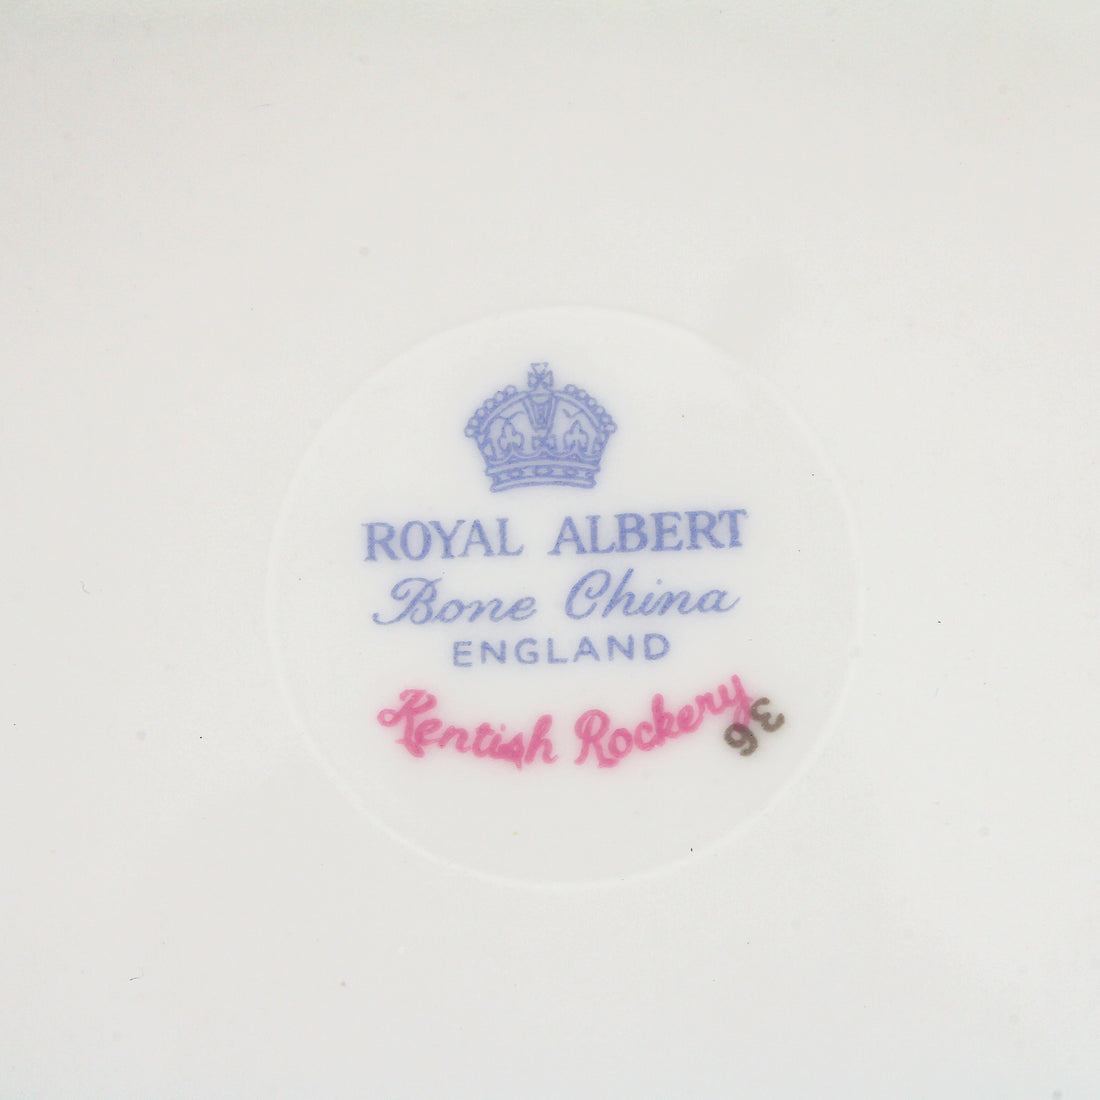 ROYAL ALBERT
Bone China
ENGLAND
Kentish Rockery
36